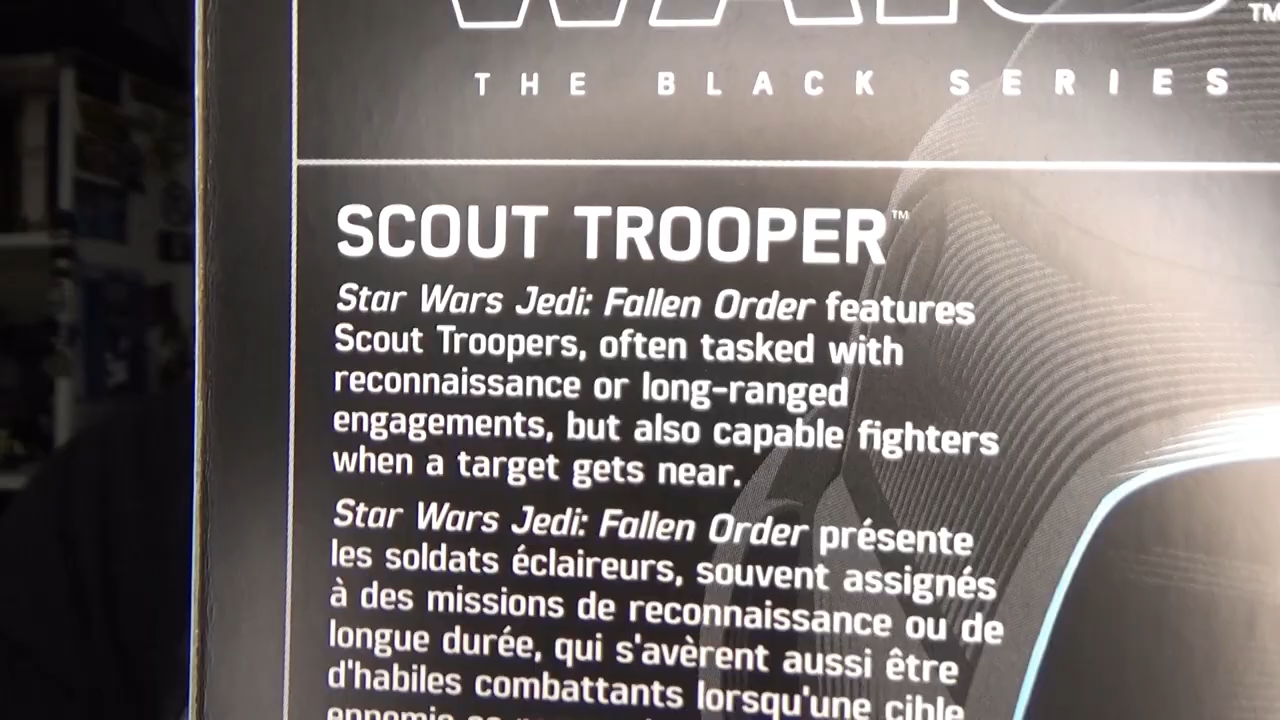 WARS™
THE BLACK SERIES
SCOUT TROOPER™
Star Wars Jedi: Fallen Order features
Scout Troopers, often tasked with
reconnaissance or long-ranged
engagements, but also capable fighters
when a target gets near.
Star Wars Jedi: Fallen Order présente
les soldats éclaireurs, souvent assignés
à des missions de reconnaissance ou de
longue durée, qui s'avèrent aussi être
d'habiles combattants lorsqu'une cible